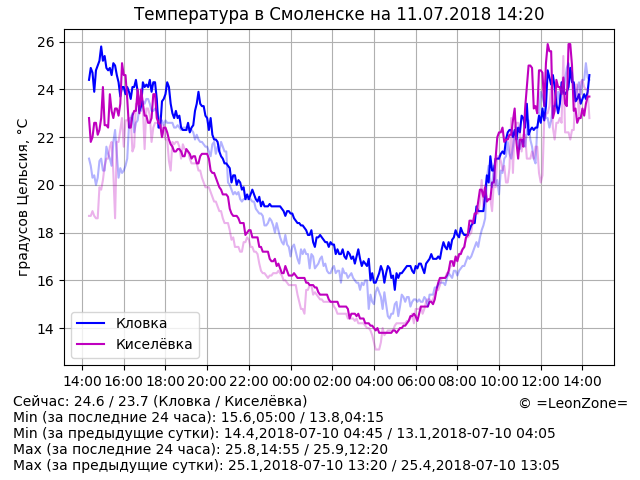 Температура в Смоленске на 11.07.2018 14:20
градусов Цельсия, °C
26
24
22
20
18
16
14
Кловка
Киселёвка
14:00 16:00 18:00 20:00 22:00 00:00 02:00 04:00 06:00 08:00 10:00 12:00 14:00
Сейчас: 24.6 / 23.7 (Кловка / Киселёвка)
© =LeonZone=
Min (за последние 24 часа): 15.6,05:00 / 13.8,04:15
Min (за предыдущие сутки): 14.4,2018-07-10 04:45 / 13.1,2018-07-10 04:05
Max (за последние 24 часа): 25.8,14:55 / 25.9,12:20
Max (за предыдущие сутки): 25.1,2018-07-10 13:20 / 25.4,2018-07-10 13:05